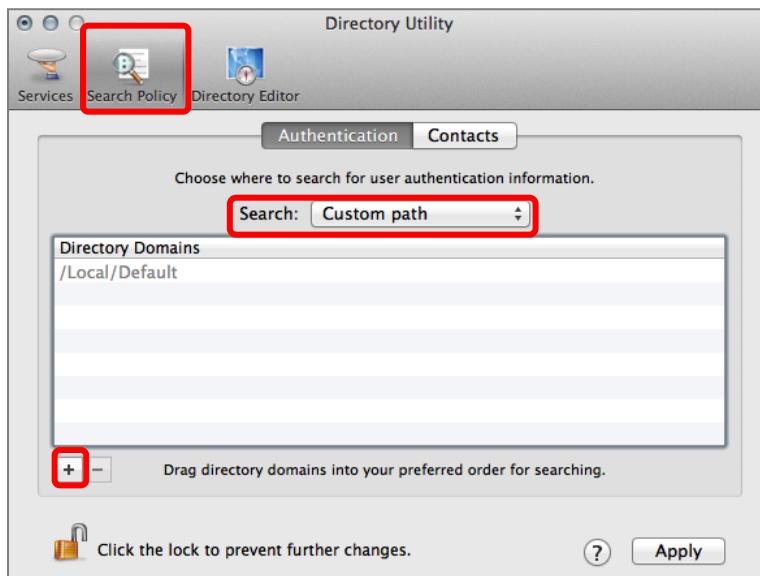 Directory Utility
Services Search Policy Directory Editor
Authentication Contacts
Choose where to search for user authentication information.
Search: Custom path
Directory Domains
/Local/Default
+ − Drag directory domains into your preferred order for searching.
Click the lock to prevent further changes. ? Apply